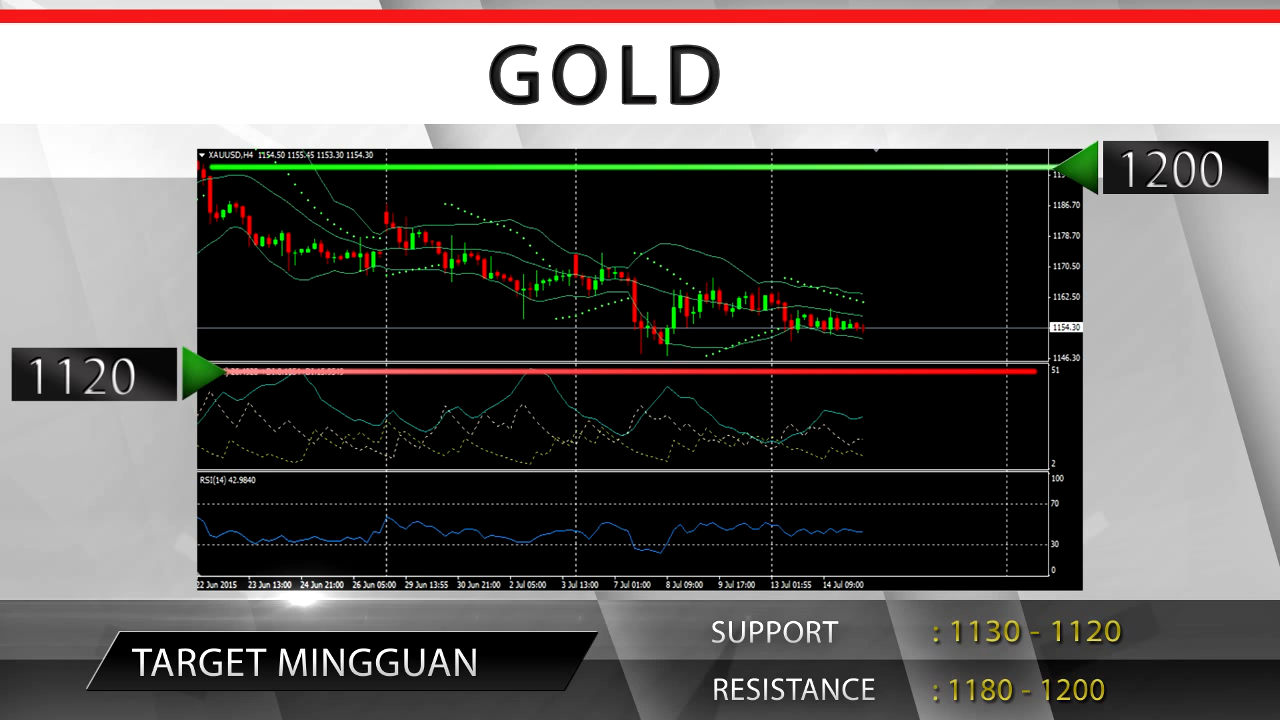 GOLD
XAUUSD,H4 1154.50 1155.45 1153.30 1154.30
1200
1186.70
1178.70
1170.50
1162.50
1154.30
1146.30
1120
51
2
RSI(14) 42.9840
100
70
30
0
22 Jun 2015 23 Jun 13:00 24 Jun 21:00 26 Jun 05:00 29 Jun 13:55 30 Jun 21:00 2 Jul 05:00 3 Jul 13:00 7 Jul 01:00 8 Jul 09:00 9 Jul 17:00 13 Jul 01:55 14 Jul 09:00
TARGET MINGGUAN
SUPPORT : 1130 - 1120
RESISTANCE : 1180 - 1200